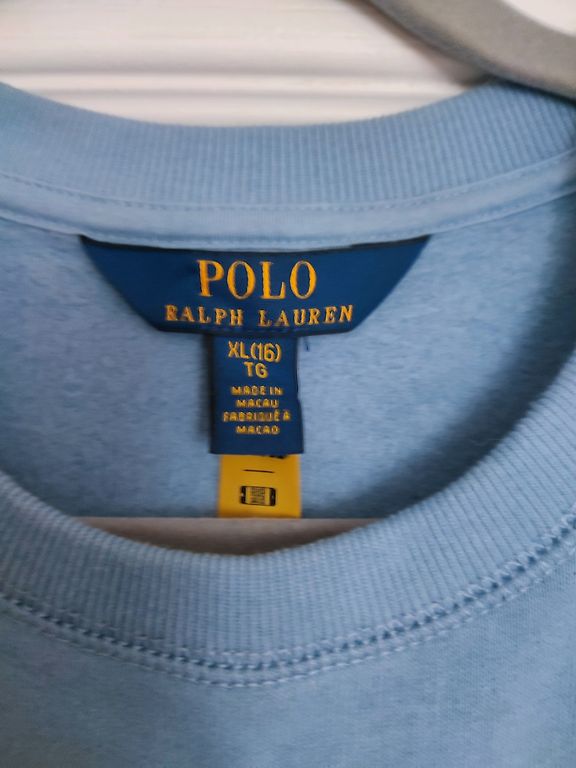 POLO
RALPH LAUREN
XL(16)
TG
MADE IN
MACAU
FABRIQUÉ À
MACAO